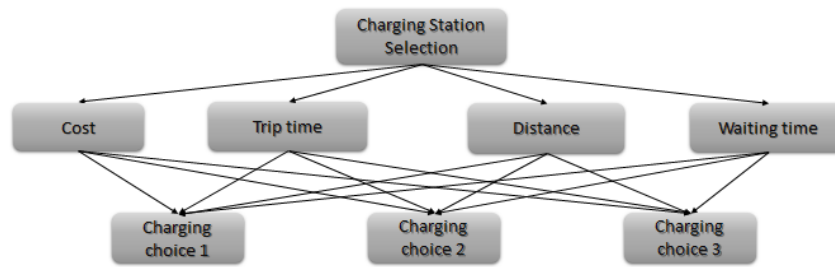 Charging Station
Selection
Cost
Trip time
Distance
Waiting time
Charging
choice 1
Charging
choice 2
Charging
choice 3